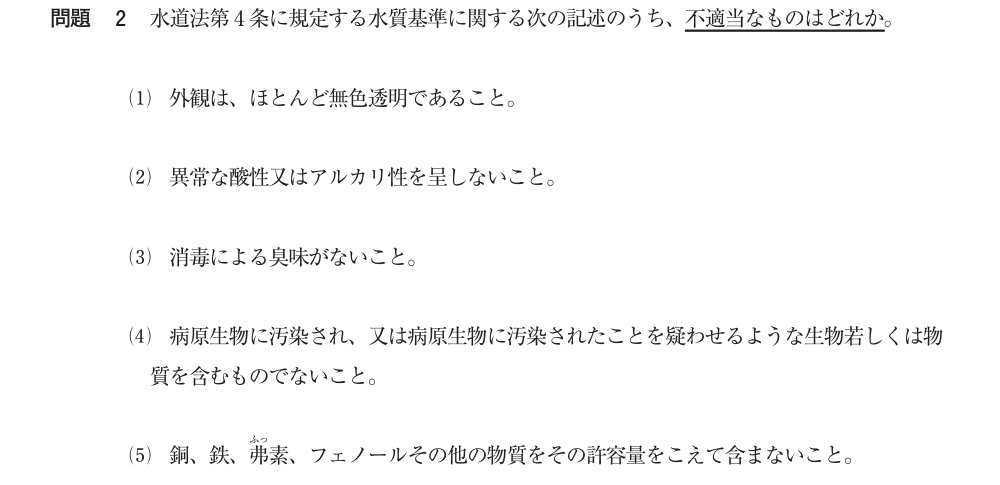 問題 2 水道法第4条に規定する水質基準に関する次の記述のうち、不適当なものはどれか。
(1) 外観は、ほとんど無色透明であること。
(2) 異常な酸性又はアルカリ性を呈しないこと。
(3) 消毒による臭味がないこと。
(4) 病原生物に汚染され、又は病原生物に汚染されたことを疑わせるような生物若しくは物
質を含むものでないこと。
ふっ
(5) 銅、鉄、弗素、フェノールその他の物質をその許容量をこえて含まないこと。